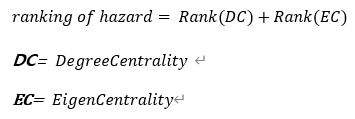 ranking of hazard = Rank(DC) + Rank(EC)
DC= DegreeCentrality ↵
EC= EigenCentrality↵